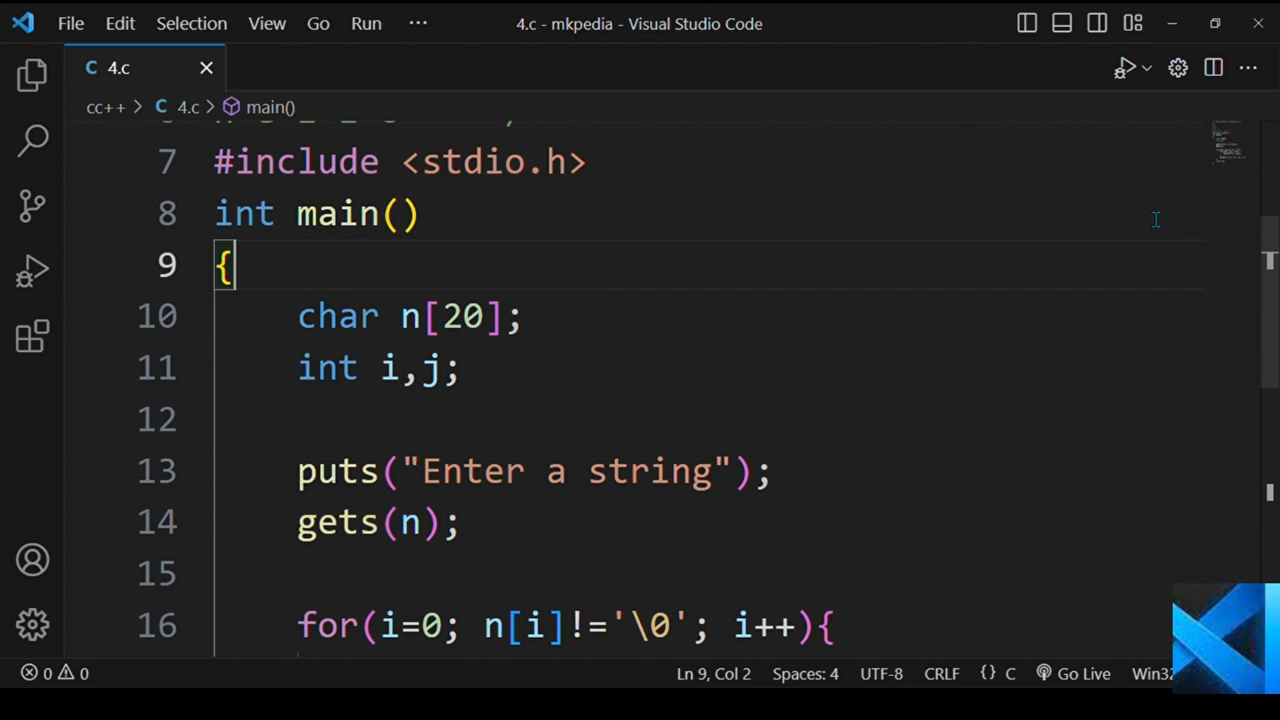 File Edit Selection View Go Run ··· 4.c - mkpedia - Visual Studio Code
C 4.c
cc++ > C 4.c > main()
7 #include <stdio.h>
8 int main()
9 {
10 char n[20];
11 int i,j;
12
13 puts("Enter a string");
14 gets(n);
15
16 for(i=0; n[i]!='\0'; i++){
0 0 Ln 9, Col 2 Spaces: 4 UTF-8 CRLF {} C Go Live Win32